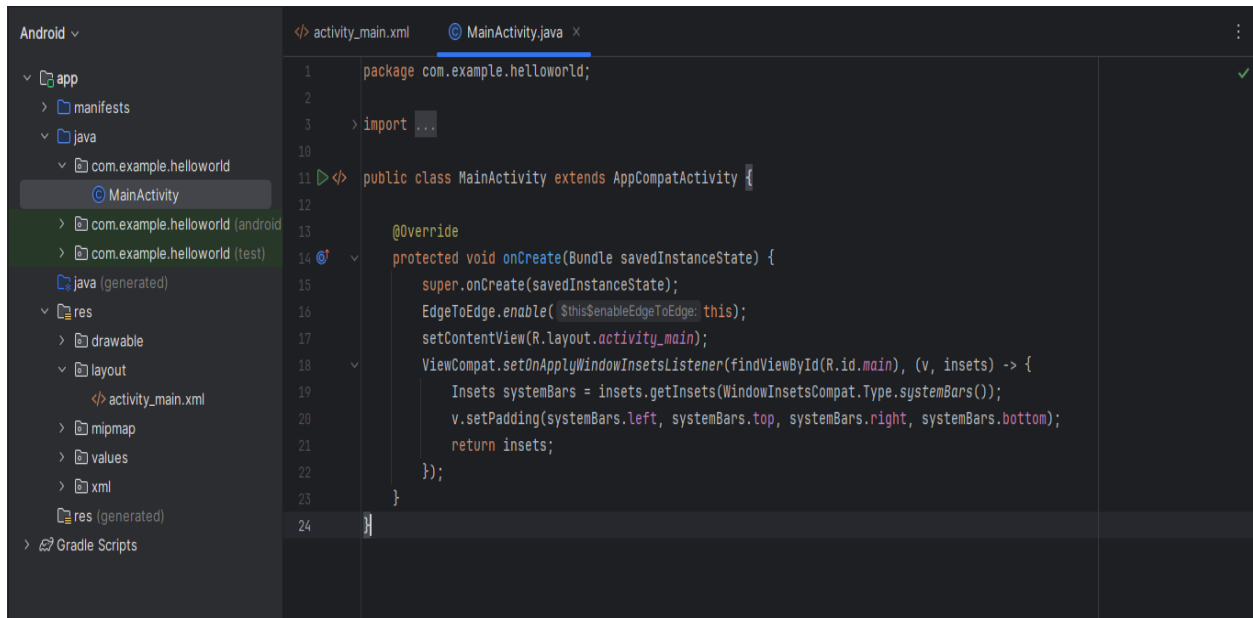 Android
app
manifests
java
com.example.helloworld
MainActivity
com.example.helloworld (android
com.example.helloworld (test)
java (generated)
res
drawable
layout
</> activity_main.xml
mipmap
values
xml
res (generated)
Gradle Scripts
</> activity_main.xml © MainActivity.java ×
1 package com.example.helloworld;
2
3 > import ...
10
11 </> public class MainActivity extends AppCompatActivity {
12
13 @Override
14 protected void onCreate(Bundle savedInstanceState) {
15 super.onCreate(savedInstanceState);
16 EdgeToEdge.enable( $this$enableEdgeToEdge: this);
17 setContentView(R.layout.activity_main);
18 ViewCompat.setOnApplyWindowInsetsListener(findViewById(R.id.main), (v, insets) -> {
19 Insets systemBars = insets.getInsets(WindowInsetsCompat.Type.systemBars());
20 v.setPadding(systemBars.left, systemBars.top, systemBars.right, systemBars.bottom);
21 return insets;
22 });
23 }
24 }